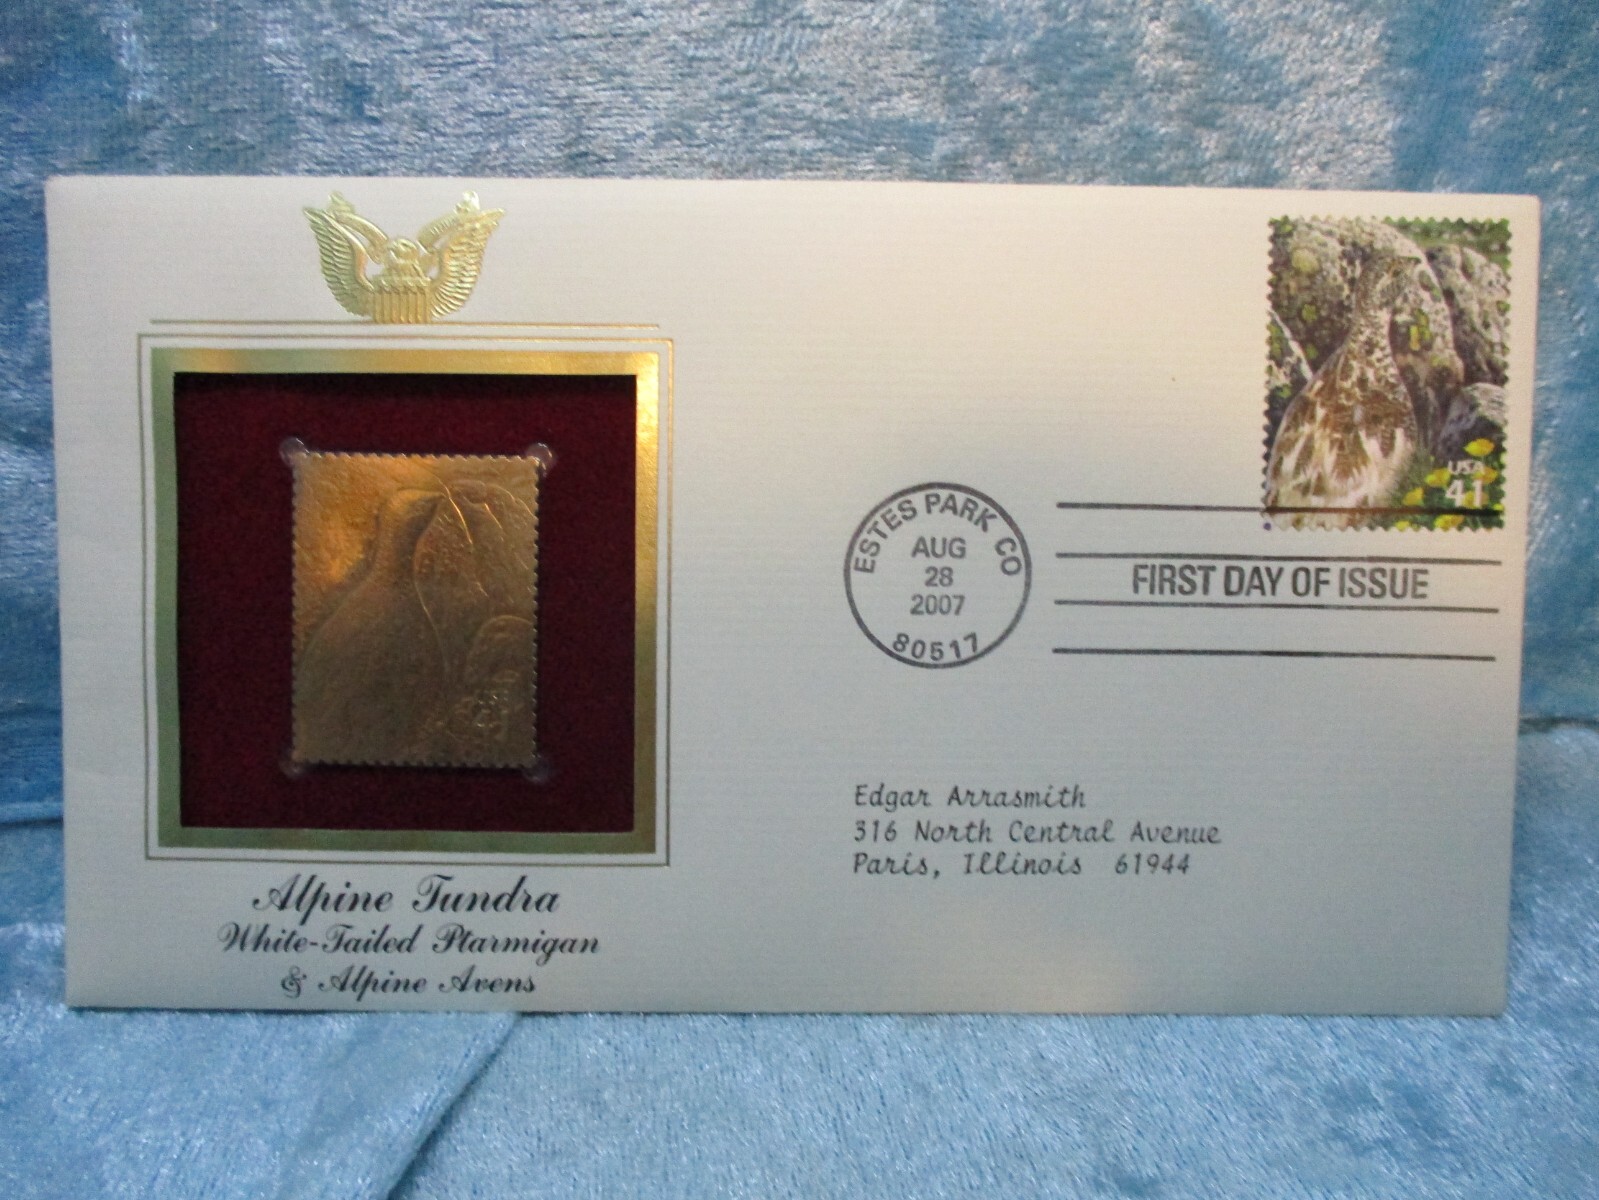 USA
41
ESTES PARK CO
AUG
28
2007
80517
FIRST DAY OF ISSUE
Edgar Arrasmith
316 North Central Avenue
Paris, Illinois 61944
Alpine Tundra
White-Tailed Ptarmigan
& Alpine Avens